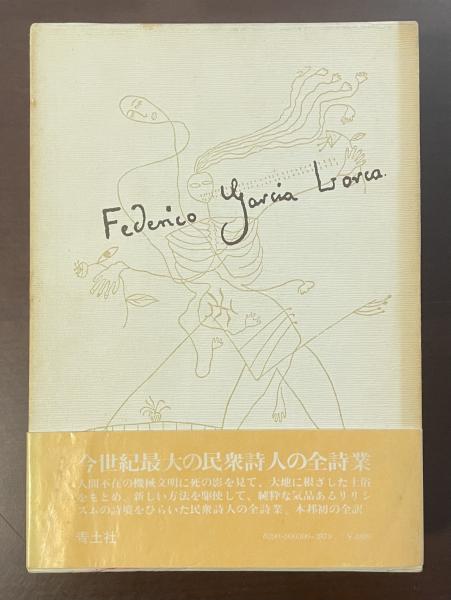 Federico García Lorca.
今世紀最大の民衆詩人の全詩業
人間不在の機械文明に死の影を見て、大地に根ざした土俗
をもとめ、新しい方法を駆使して、純粋な気品あるリリシ
スムの詩境をひらいた民衆詩人の全詩業、本邦初の全訳
青土社